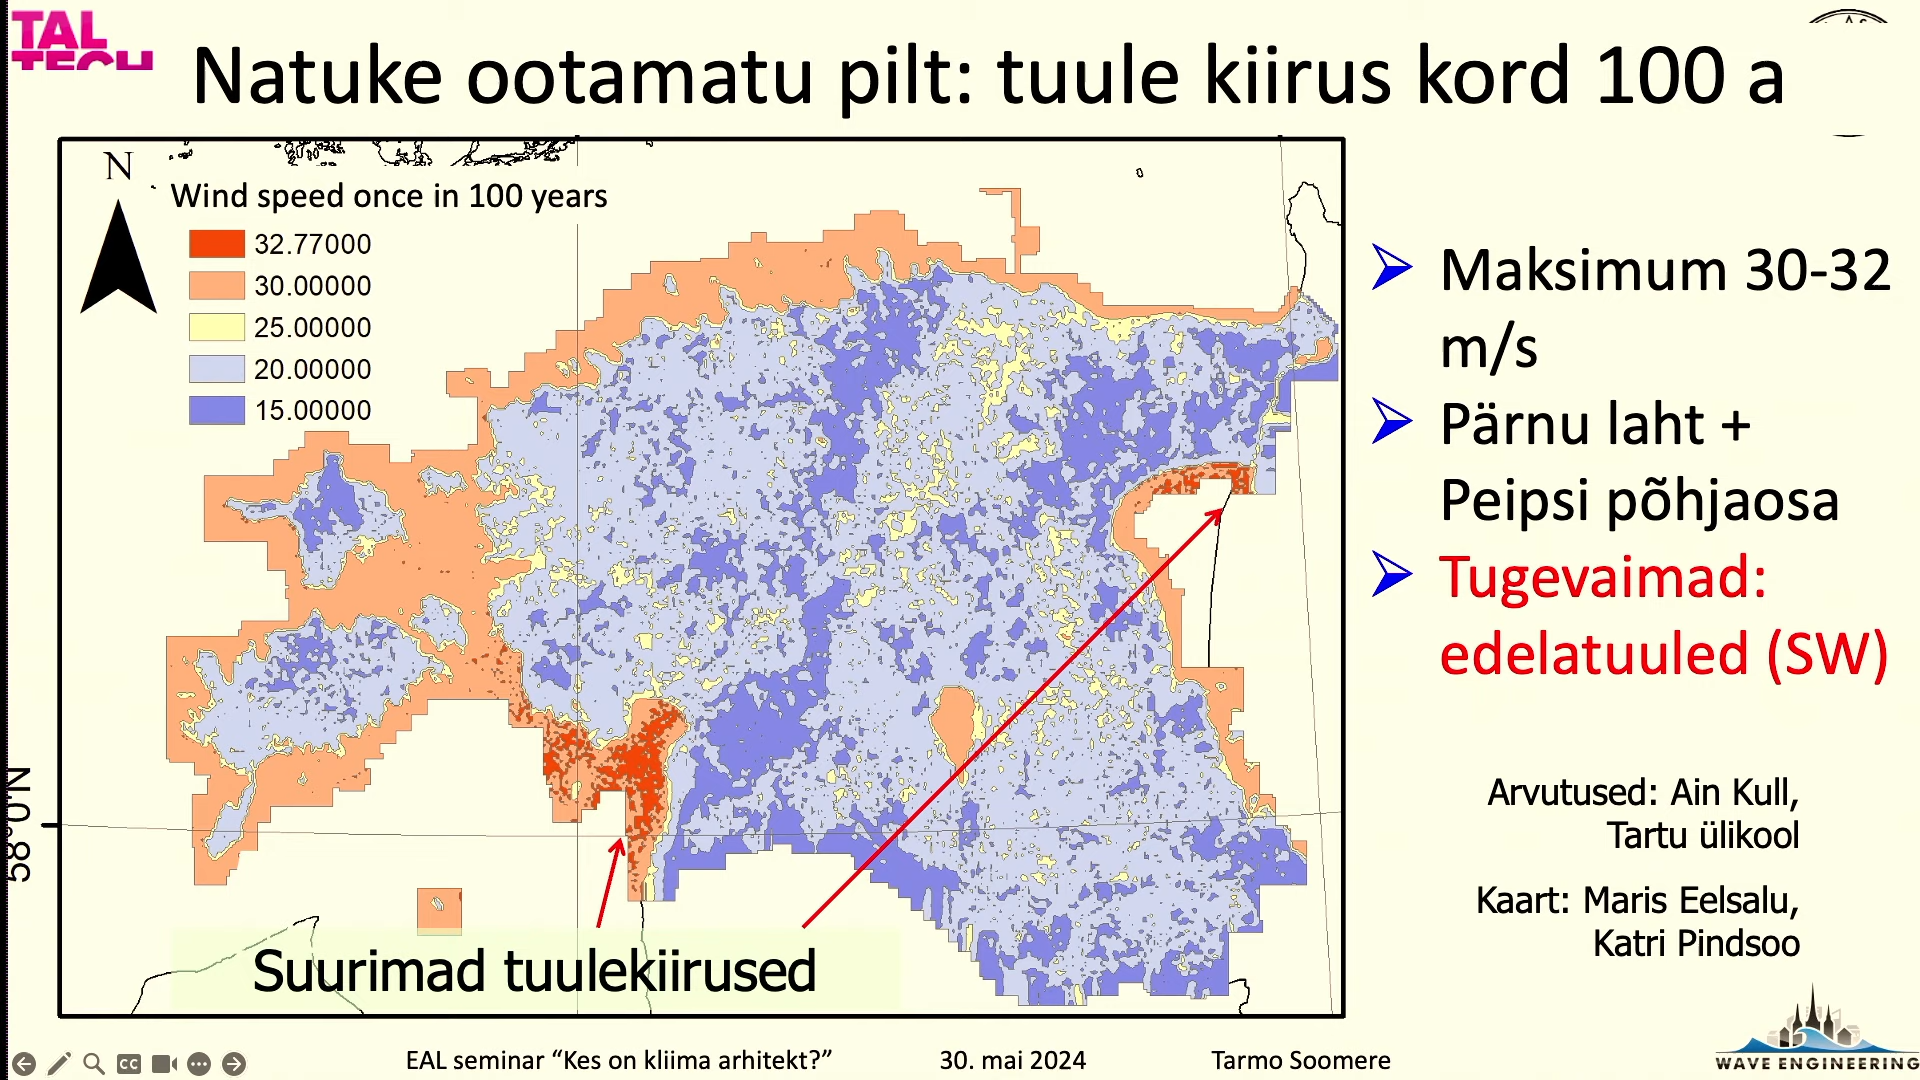 TAL
TECH
Natuke ootamatu pilt: tuule kiirus kord 100 a
N
Wind speed once in 100 years
32.77000
30.00000
25.00000
20.00000
15.00000
58°0'N
Suurimad tuulekiirused
Maksimum 30-32
m/s
Pärnu laht +
Peipsi põhjaosa
Tugevaimad:
edelatuuled (SW)
Arvutused: Ain Kull,
Tartu ülikool
Kaart: Maris Eelsalu,
Katri Pindsoo
CC
EAL seminar “Kes on kliima arhitekt?”
30. mai 2024
Tarmo Soomere
WAVE ENGINEERING